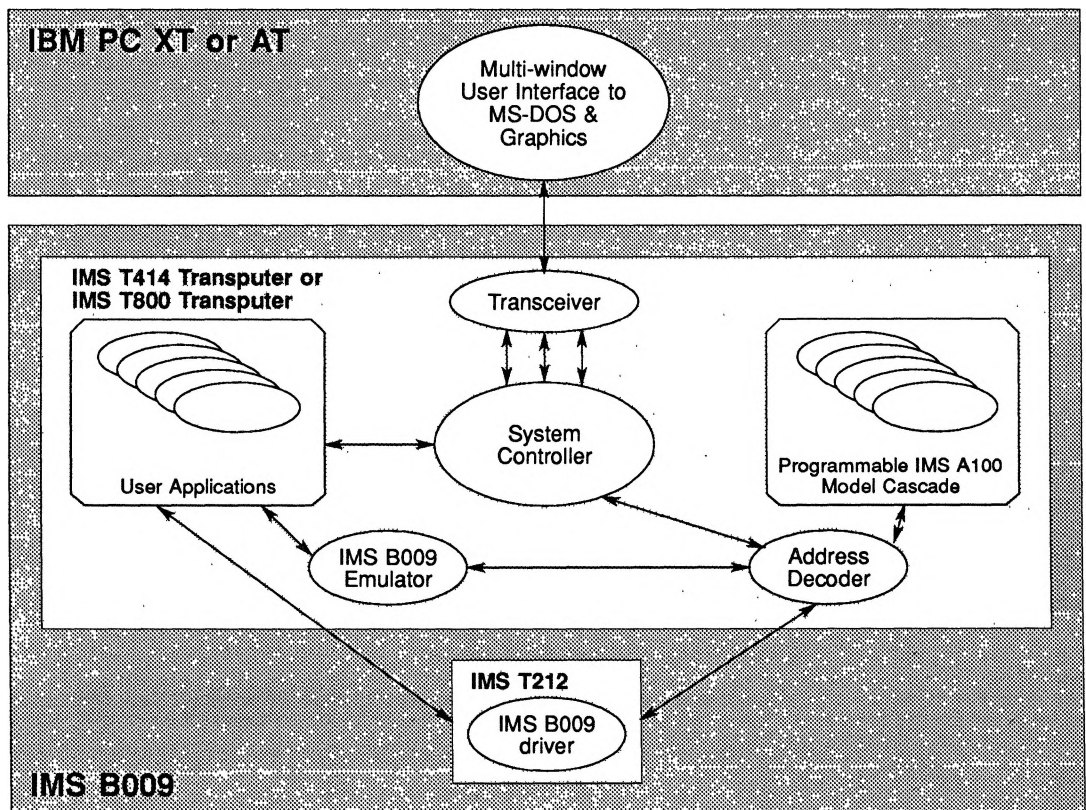 IBM PC XT or AT
Multi-window
User Interface to
MS-DOS &
Graphics
IMS T414 Transputer or
IMS T800 Transputer
Transceiver
System
Controller
User Applications
Programmable IMS A100
Model Cascade
IMS B009
Emulator
Address
Decoder
IMS T212
IMS B009
driver
IMS B009